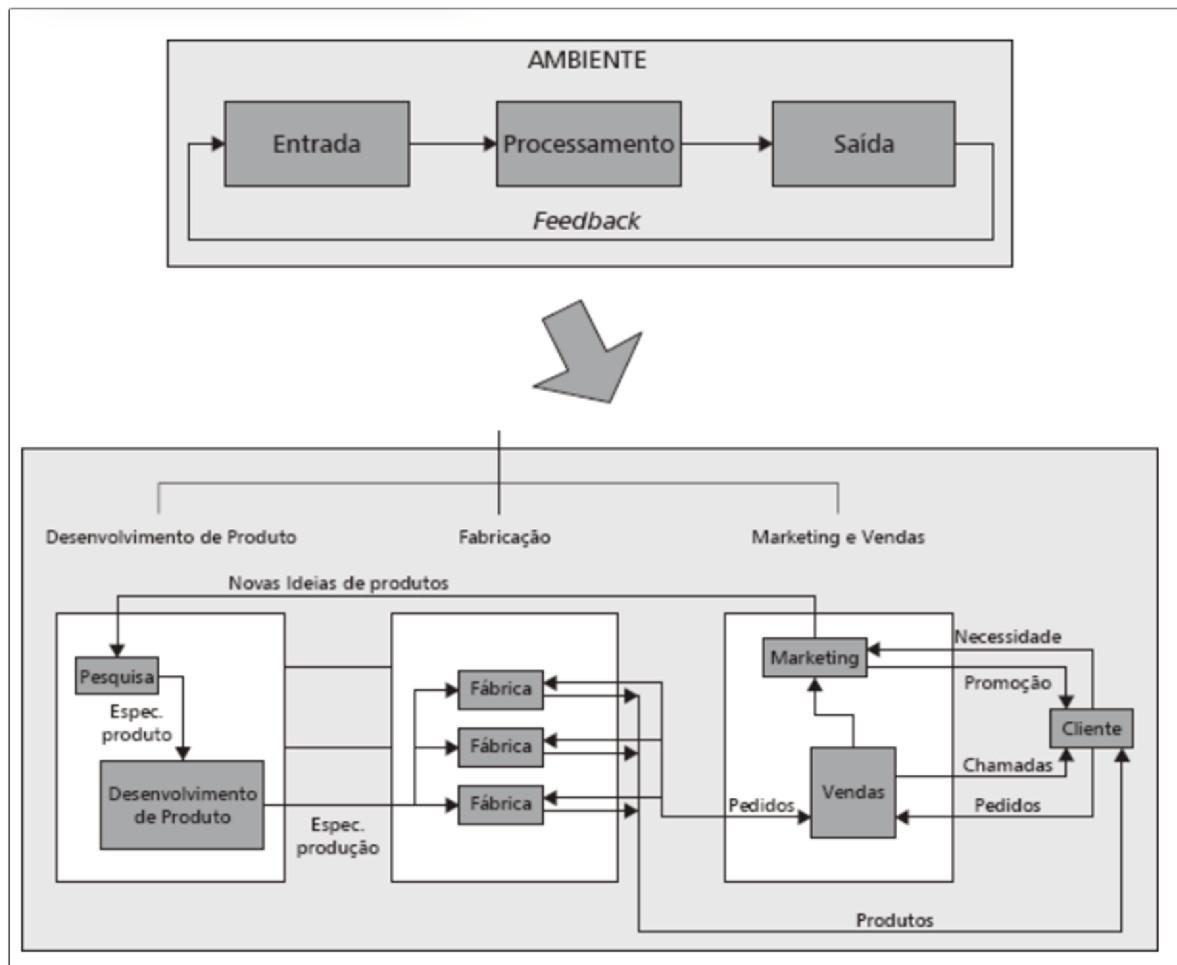 AMBIENTE
Entrada
Processamento
Saída
Feedback
Desenvolvimento de Produto
Fabricação
Marketing e Vendas
Novas Ideias de produtos
Pesquisa
Espec.
produto
Desenvolvimento
de Produto
Espec.
produção
Fábrica
Fábrica
Fábrica
Pedidos
Marketing
Vendas
Necessidade
Promoção
Cliente
Chamadas
Pedidos
Produtos